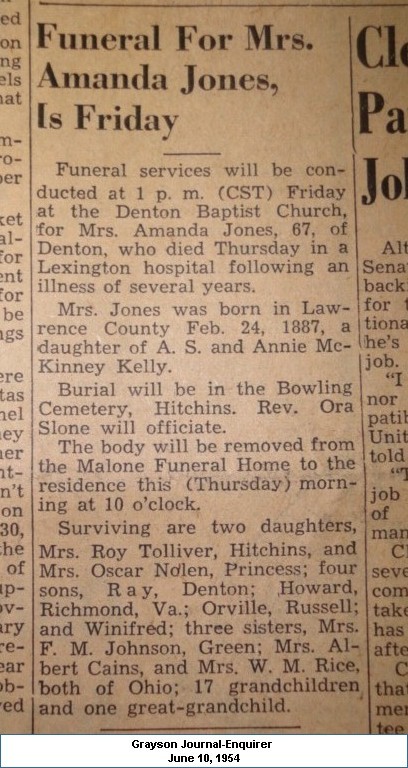 Funeral For Mrs.
Amanda Jones,
Is Friday
Funeral services will be con-
ducted at 1 p. m. (CST) Friday
at the Denton Baptist Church,
for Mrs. Amanda Jones, 67, of
Denton, who died Thursday in a
Lexington hospital following an
illness of several years.
Mrs. Jones was born in Law-
rence County Feb. 24, 1887, a
daughter of A. S. and Annie Mc-
Kinney Kelly.
Burial will be in the Bowling
Cemetery, Hitchins. Rev. Ora
Slone will officiate.
The body will be removed from
the Malone Funeral Home to the
residence this (Thursday) morn-
ing at 10 o'clock.
Surviving are two daughters,
Mrs. Roy Tolliver, Hitchins, and
Mrs. Oscar Nolen, Princess; four
sons, Ray, Denton; Howard,
Richmond, Va.; Orville, Russell;
and Winifred; three sisters, Mrs.
F. M. Johnson, Green; Mrs. Al-
bert Cains, and Mrs. W. M. Rice,
both of Ohio; 17 grandchildren
and one great-grandchild.
Grayson Journal-Enquirer
June 10, 1954